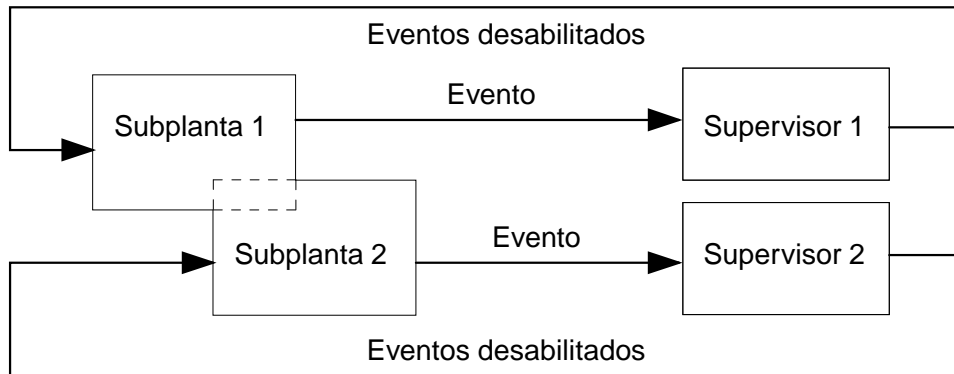 Eventos desabilitados
Evento
Subplanta 1
Supervisor 1
Evento
Subplanta 2
Supervisor 2
Eventos desabilitados